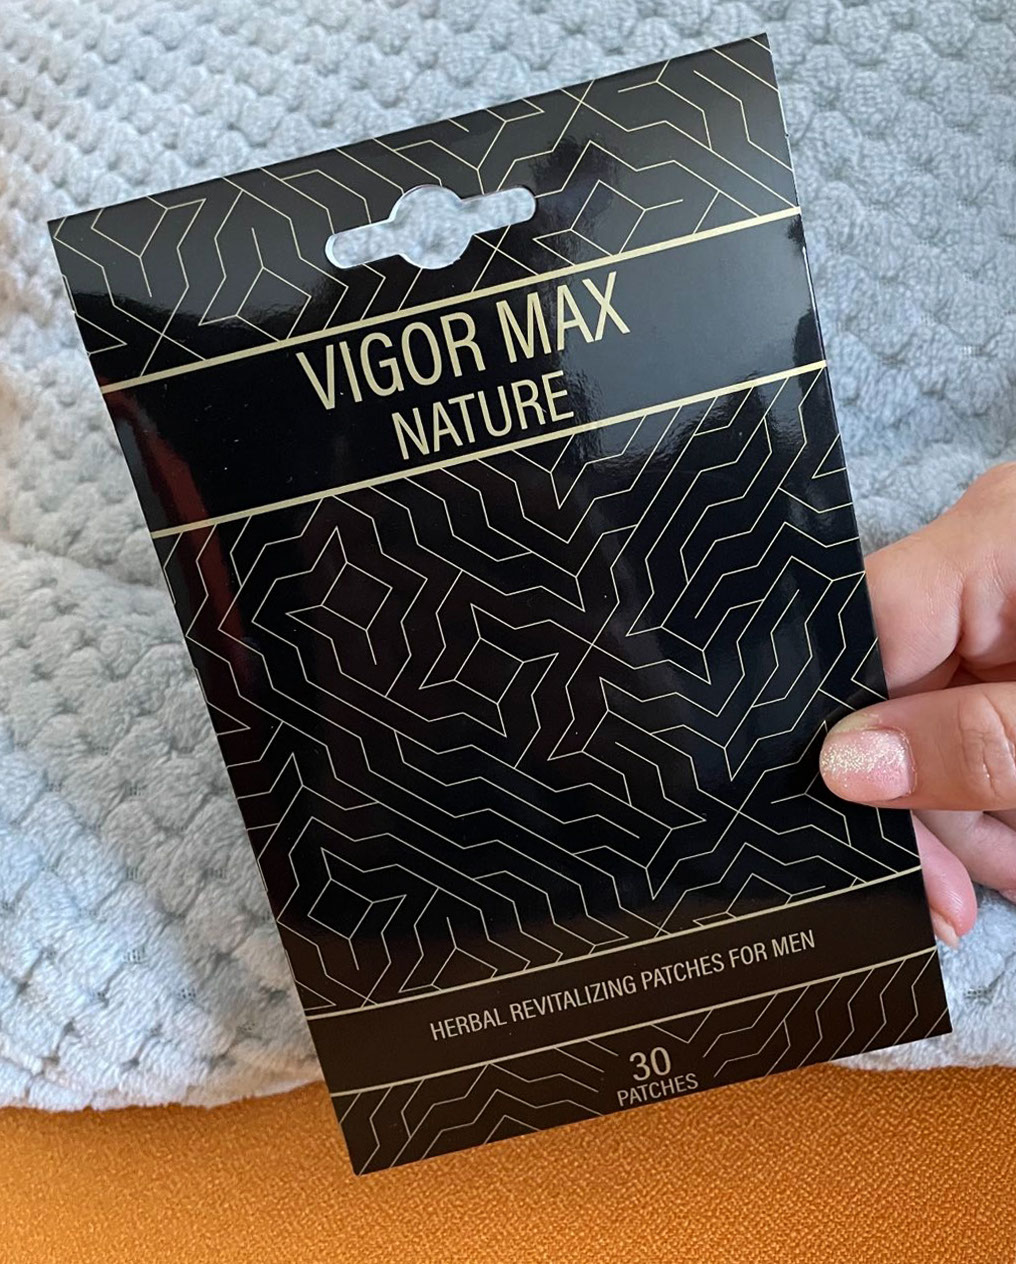 VIGOR MAX
NATURE
HERBAL REVITALIZING PATCHES FOR MEN
30
PATCHES